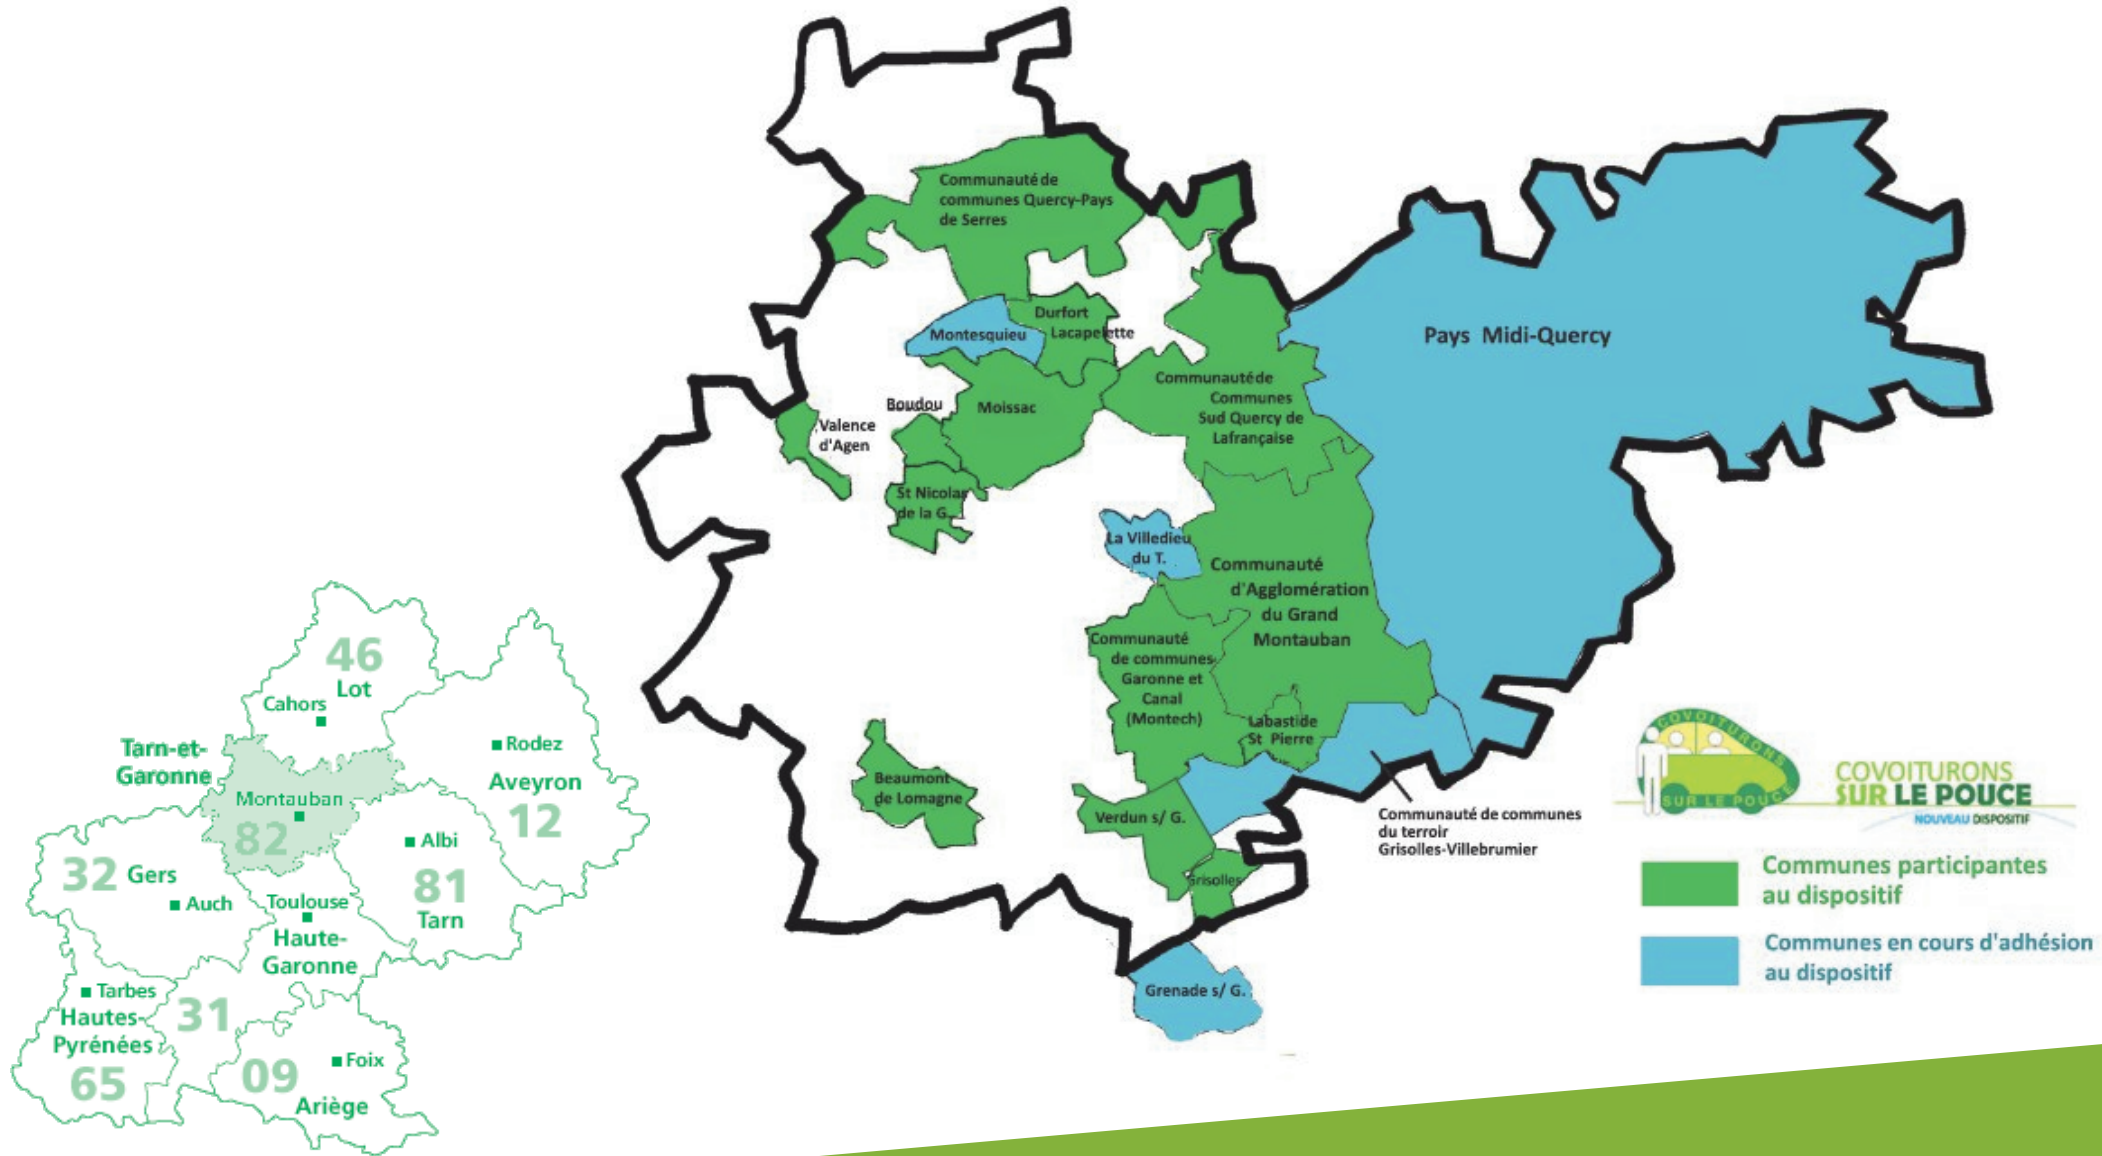 Communauté de
communes Quercy-Pays
de Serres
Montesquieu
Durfort
Lacapelette
Pays Midi-Quercy
Boudou
Moissac
Valence
d'Agen
St Nicolas
de la G.
Communauté de
Communes
Sud Quercy de
Lafrançaise
La Villedieu
du T.
Communauté
d'Agglomération
du Grand
Montauban
Communauté
de communes
Garonne et
Canal
(Montech)
Labastide
St Pierre
Beaumont
de Lomagne
Verdun s/ G.
Grisolles
Grenade s/ G.
Communauté de communes
du terroir
Grisolles-Villebrumier
46
Lot
Cahors
Tarn-et-
Garonne
Montauban
82
Rodez
Aveyron
12
Albi
81
Tarn
32 Gers
Auch
Toulouse
Haute-
Garonne
31
Tarbes
Hautes-
Pyrénées
65
09
Foix
Ariège
COVOITURONS
SUR LE POUCE
COVOITURONS
SUR LE POUCE
NOUVEAU DISPOSITIF
Communes participantes
au dispositif
Communes en cours d'adhésion
au dispositif